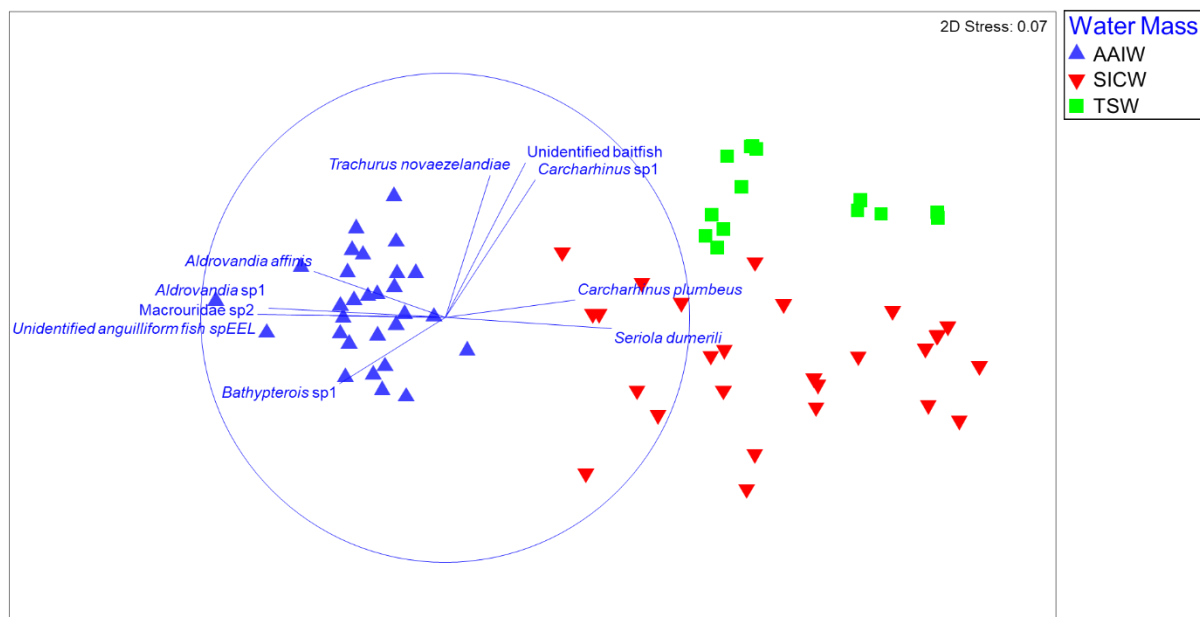 2D Stress: 0.07
Water Mass
AAIW
SICW
TSW
Unidentified baitfish
Trachurus novaezelandiae
Carcharhinus sp1
Aldrovandia affinis
Aldrovandia sp1
Carcharhinus plumbeus
Macrouridae sp2
Unidentified anguilliform fish spEEL
Seriola dumerili
Bathypterois sp1